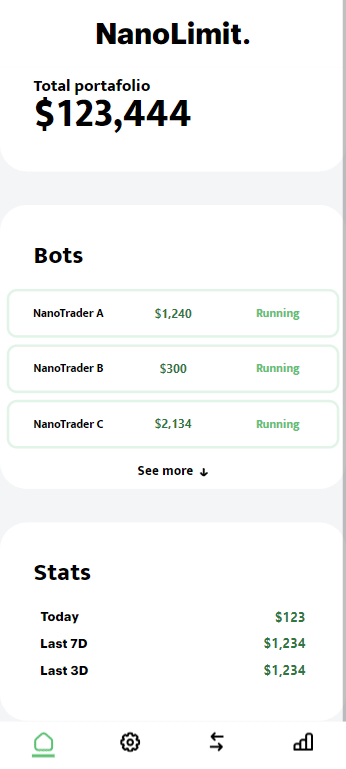 NanoLimit.
Total portafolio
$123,444
Bots
NanoTrader A $1,240 Running
NanoTrader B $300 Running
NanoTrader C $2,134 Running
See more ↓
Stats
Today $123
Last 7D $1,234
Last 3D $1,234